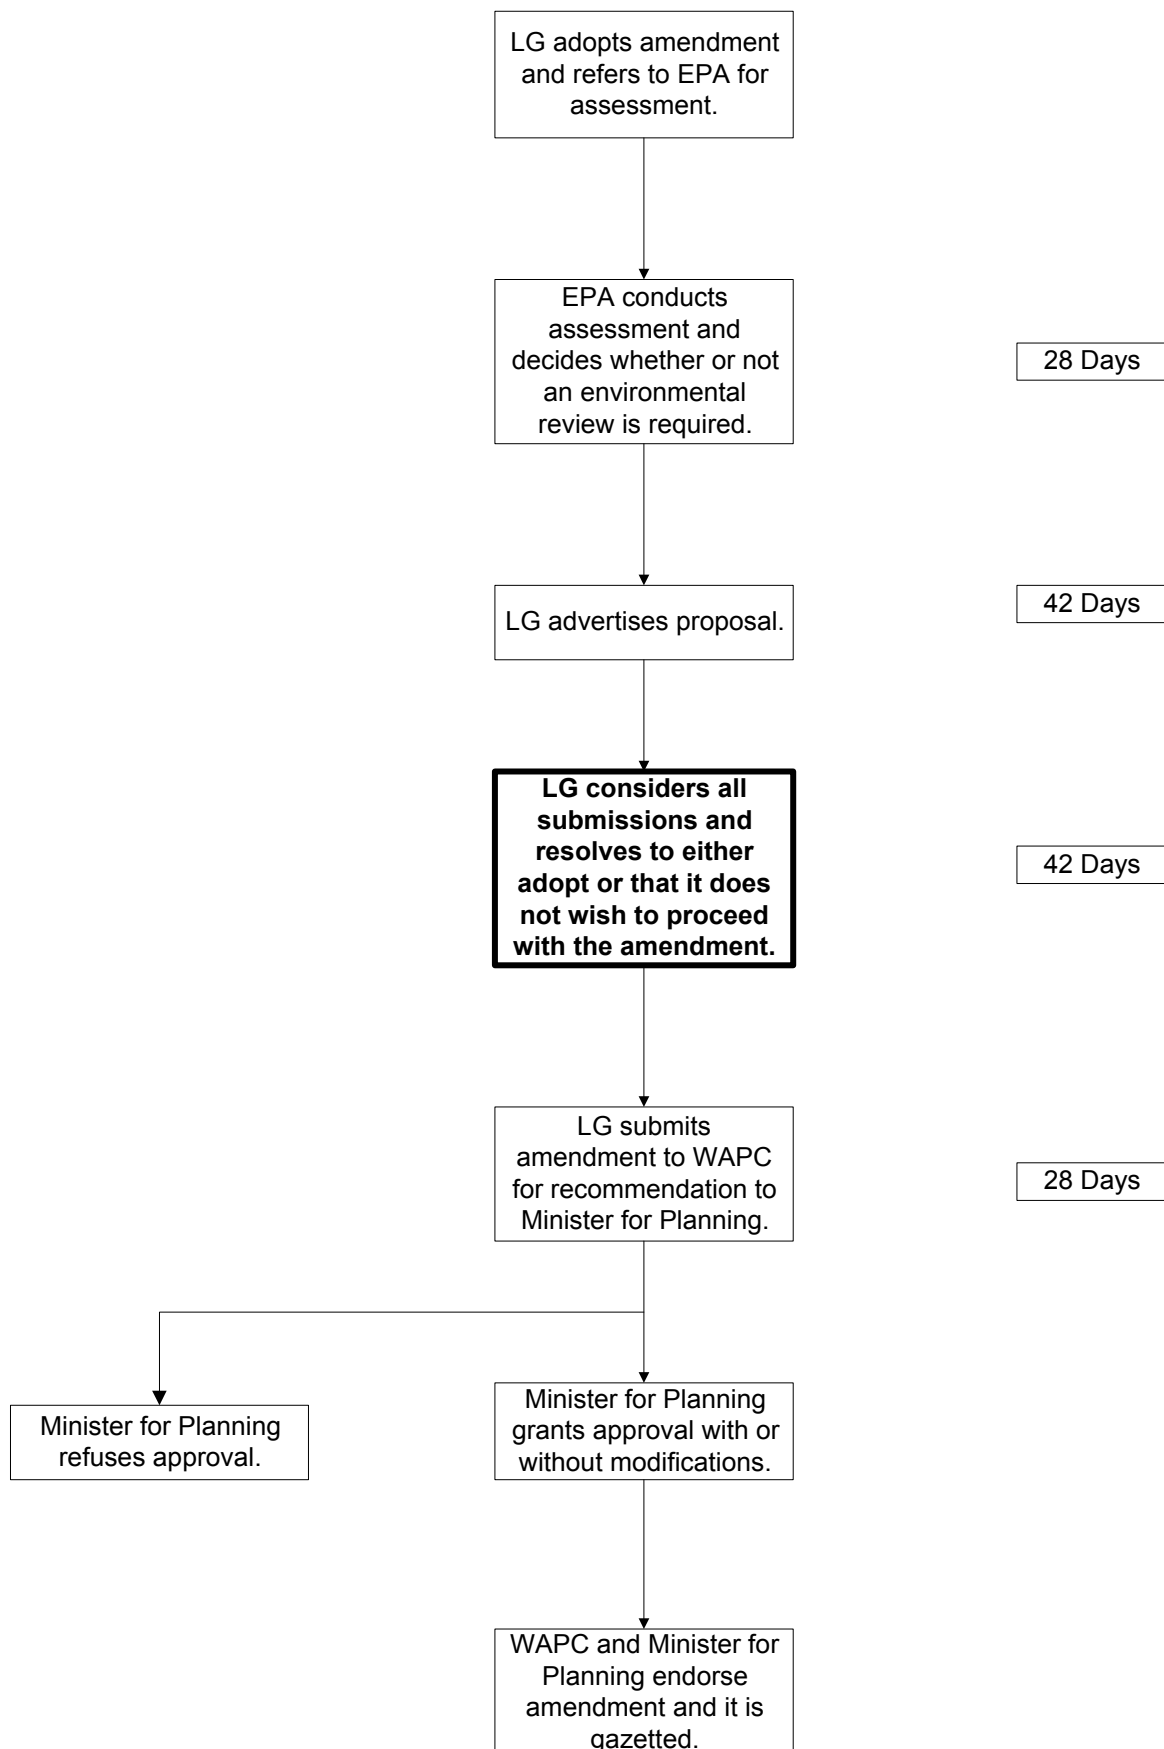 LG adopts amendment
and refers to EPA for
assessment.
EPA conducts
assessment and
decides whether or not
an environmental
review is required.
28 Days
LG advertises proposal.
42 Days
LG considers all
submissions and
resolves to either
adopt or that it does
not wish to proceed
with the amendment.
42 Days
LG submits
amendment to WAPC
for recommendation to
Minister for Planning.
28 Days
Minister for Planning
refuses approval.
Minister for Planning
grants approval with or
without modifications.
WAPC and Minister for
Planning endorse
amendment and it is
gazetted.